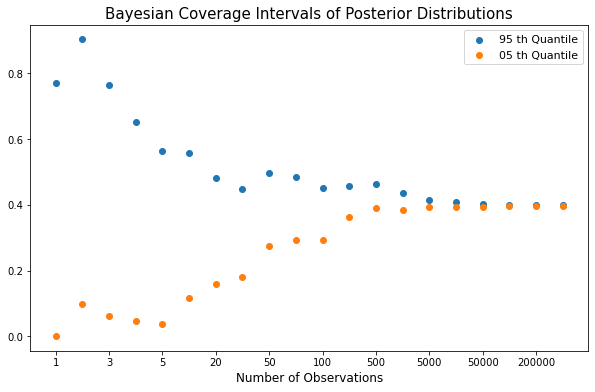 Bayesian Coverage Intervals of Posterior Distributions
95 th Quantile
05 th Quantile
0.8
0.6
0.4
0.2
0.0
1 3 5 20 50 100 500 5000 50000 200000
Number of Observations